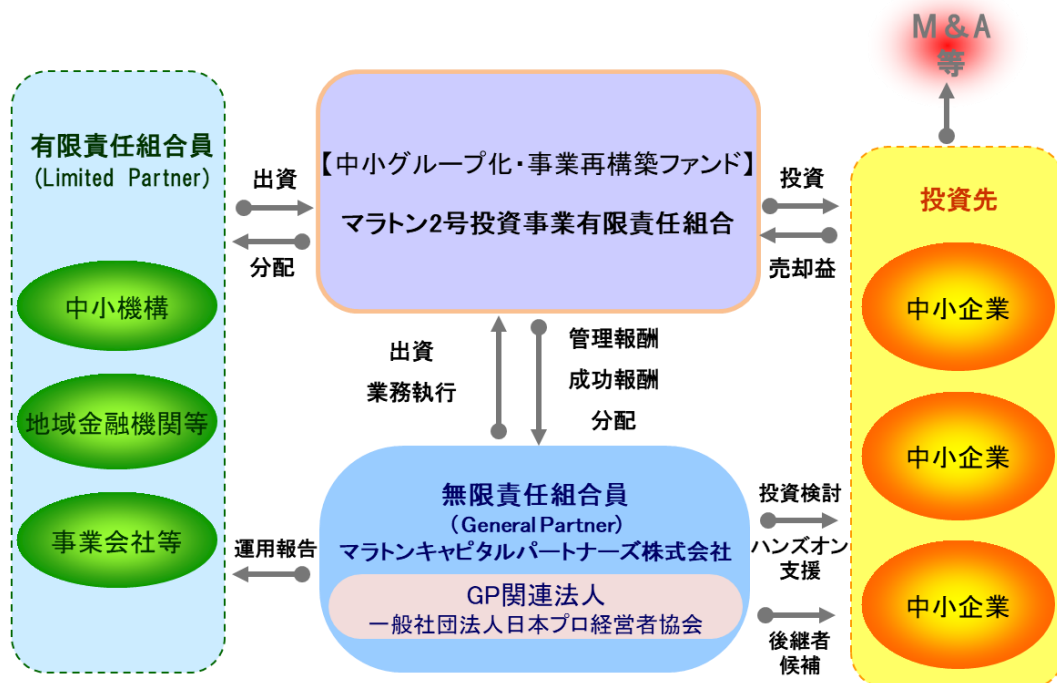 M&A
等
有限責任組合員
(Limited Partner)
中小機構
地域金融機関等
事業会社等
出資
分配
【中小グループ化・事業再構築ファンド】
マラトン2号投資事業有限責任組合
投資
売却益
投資先
中小企業
中小企業
中小企業
出資
業務執行
管理報酬
成功報酬
分配
運用報告
無限責任組合員
(General Partner)
マラトンキャピタルパートナーズ株式会社
GP関連法人
一般社団法人日本プロ経営者協会
投資検討
ハンズオン
支援
後継者
候補